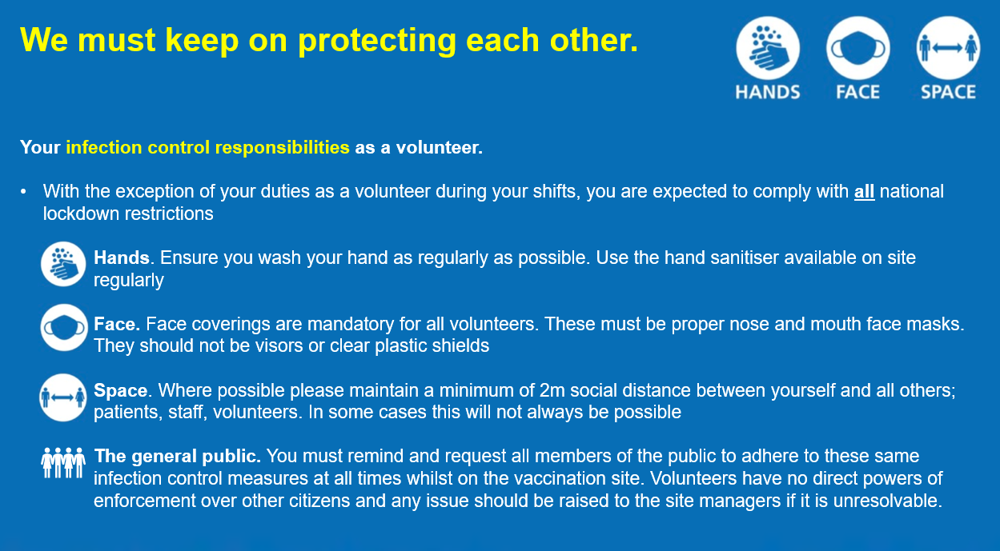 We must keep on protecting each other.
HANDS FACE SPACE
Your infection control responsibilities as a volunteer.
• With the exception of your duties as a volunteer during your shifts, you are expected to comply with all national
lockdown restrictions
Hands. Ensure you wash your hand as regularly as possible. Use the hand sanitiser available on site
regularly
Face. Face coverings are mandatory for all volunteers. These must be proper nose and mouth face masks.
They should not be visors or clear plastic shields
Space. Where possible please maintain a minimum of 2m social distance between yourself and all others;
patients, staff, volunteers. In some cases this will not always be possible
The general public. You must remind and request all members of the public to adhere to these same
infection control measures at all times whilst on the vaccination site. Volunteers have no direct powers of
enforcement over other citizens and any issue should be raised to the site managers if it is unresolvable.